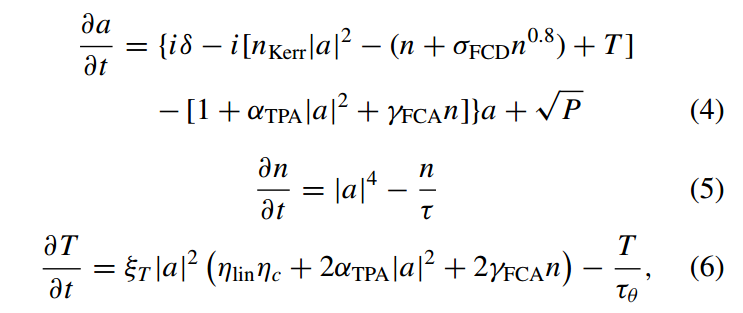 ∂a/∂t = {iδ − i[n_Kerr|a|² − (n + σ_FCD n^0.8) + T]
− [1 + α_TPA|a|² + γ_FCA n]}a + √P (4)
∂n/∂t = |a|⁴ − n/τ (5)
∂T/∂t = ξ_T|a|² (η_lin η_c + 2α_TPA|a|² + 2γ_FCA n) − T/τ_θ, (6)